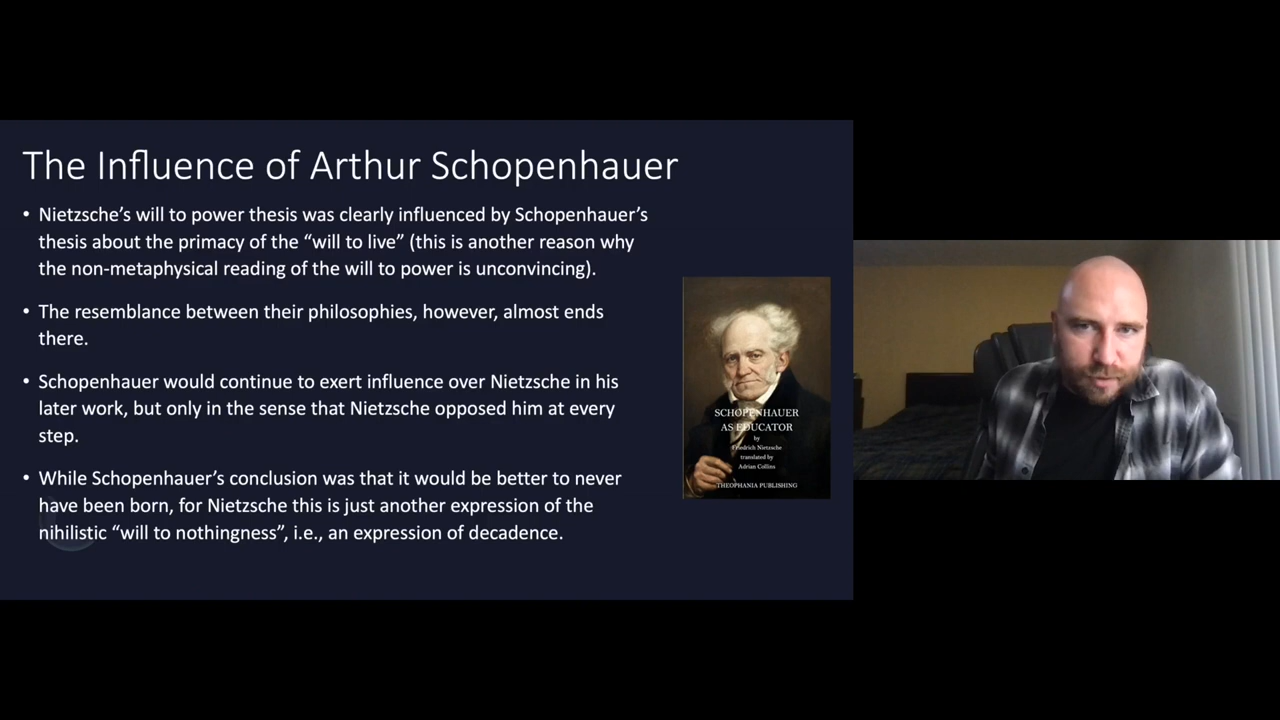 The Influence of Arthur Schopenhauer
• Nietzsche’s will to power thesis was clearly influenced by Schopenhauer’s
thesis about the primacy of the “will to live” (this is another reason why
the non-metaphysical reading of the will to power is unconvincing).
• The resemblance between their philosophies, however, almost ends
there.
• Schopenhauer would continue to exert influence over Nietzsche in his
later work, but only in the sense that Nietzsche opposed him at every
step.
• While Schopenhauer’s conclusion was that it would be better to never
have been born, for Nietzsche this is just another expression of the
nihilistic “will to nothingness”, i.e., an expression of decadence.
SCHOPENHAUER
AS EDUCATOR
by
Friedrich Nietzsche
translated by
Adrian Collins
THEOPHANIA PUBLISHING